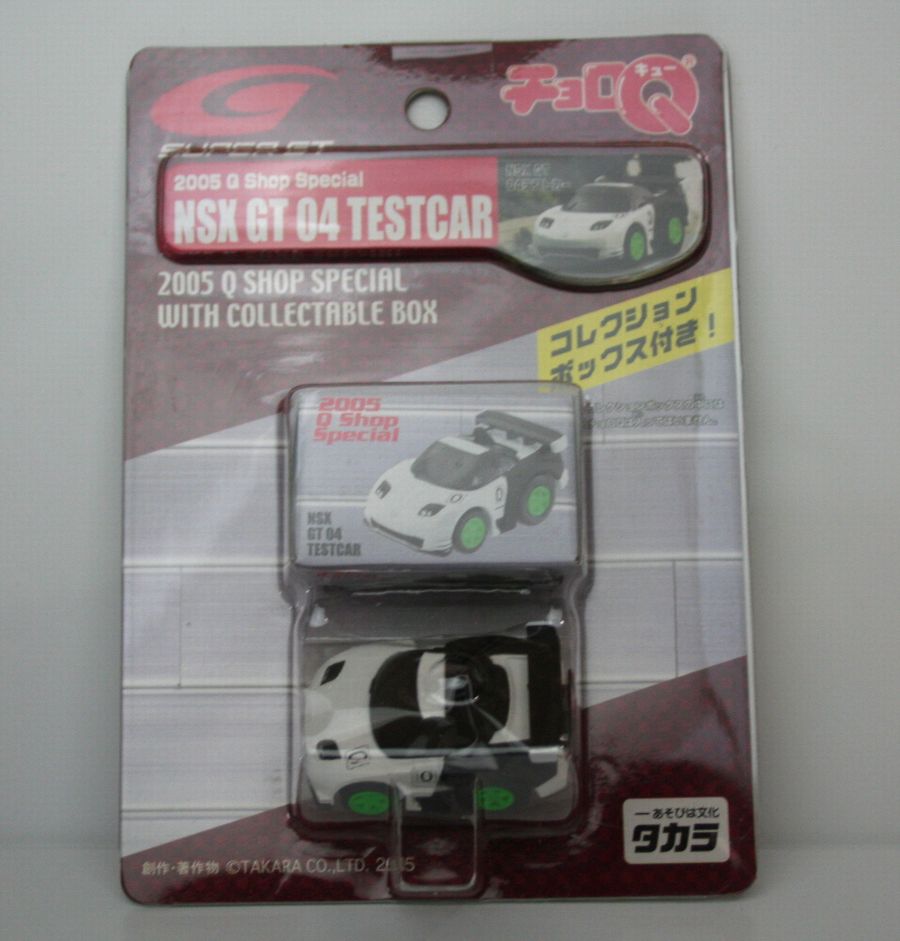 SUPER GT
チョロQ
キュー
2005 Q Shop Special
NSX GT 04 TESTCAR
NSX GT
2005 Q SHOP SPECIAL
WITH COLLECTABLE BOX
コレクション
ボックス付き!
2005
Q Shop
Special
NSX
GT 04
TESTCAR
Q
Q
一あそびは文化
タカラ
創作・著作物 ©TAKARA CO.,LTD. 2005